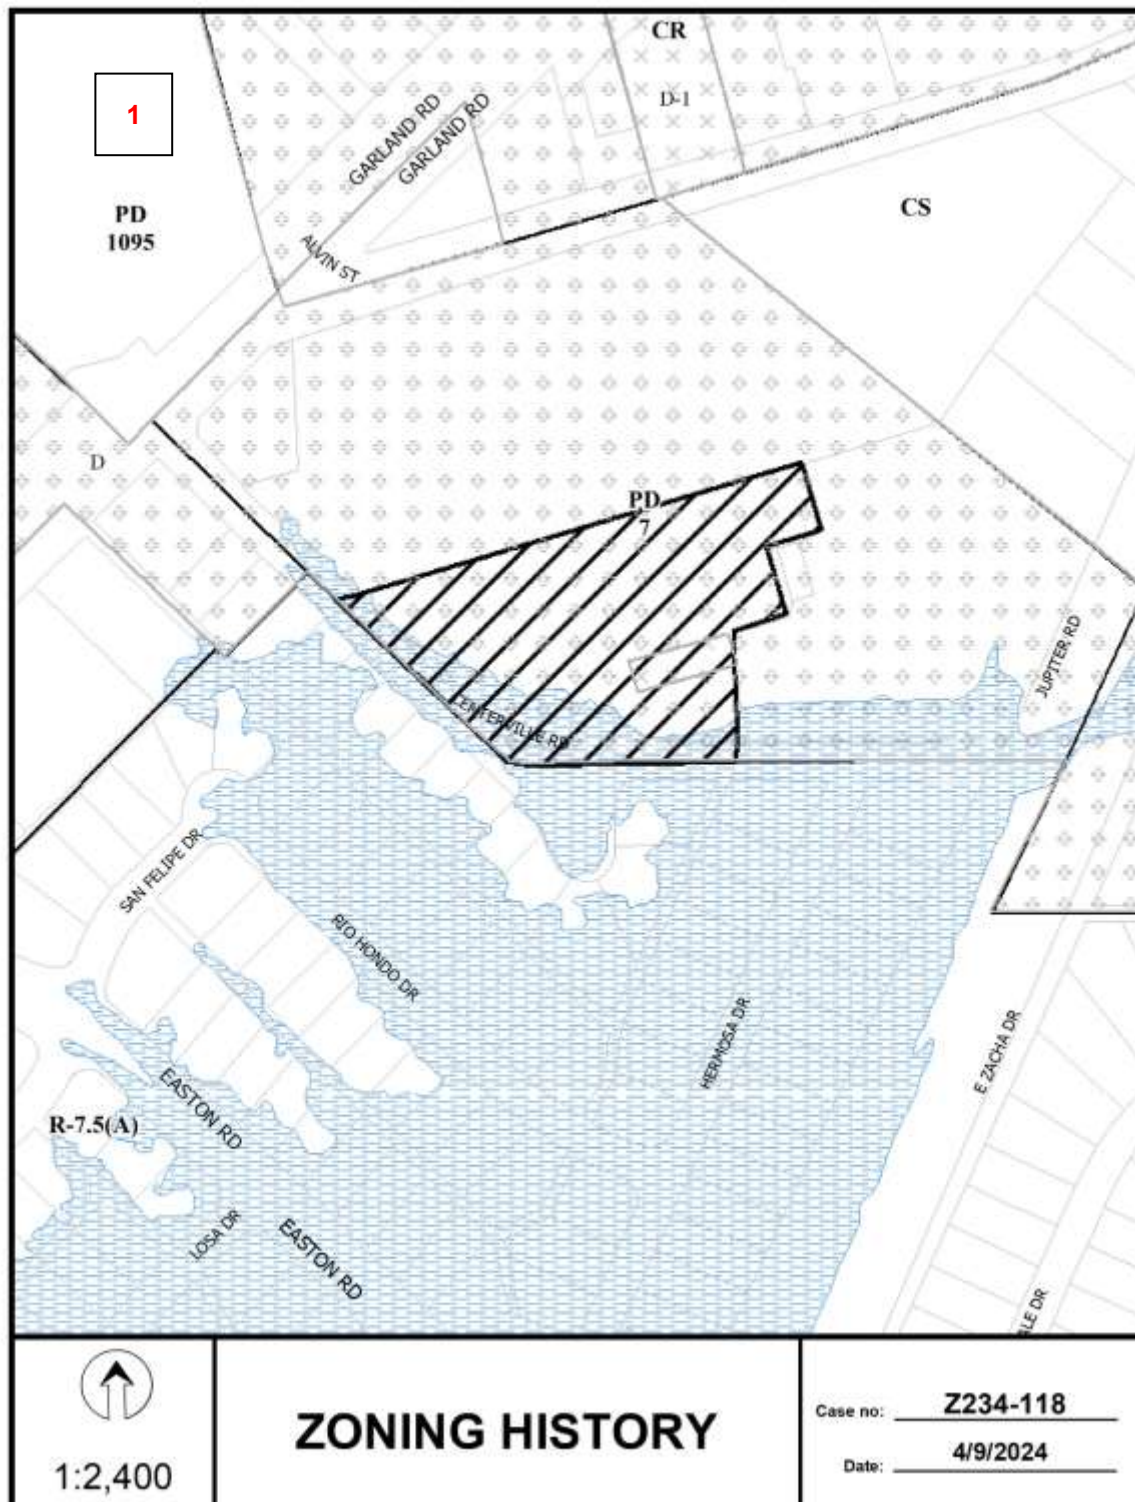 CR
1
D-1
GARLAND RD
GARLAND RD
PD
1095
CS
ALVIN ST
D
PD
7
JUPITER RD
CENTERVILLE RD
SAN FELIPE DR
RIO HONDO DR
HERMOSA DR
E ZACHA DR
EASTON RD
R-7.5(A)
LOSA DR
EASTON RD
ALE DR
1:2,400
ZONING HISTORY
Case no: Z234-118
Date: 4/9/2024